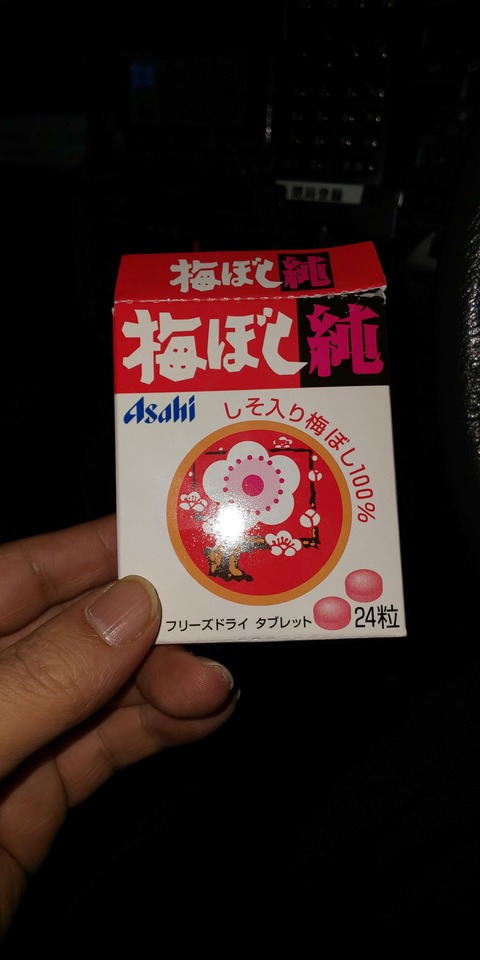 梅ぼし純
梅ぼし純
Asahi
しそ入り梅ぼし100%
フリーズドライ タブレット
24粒